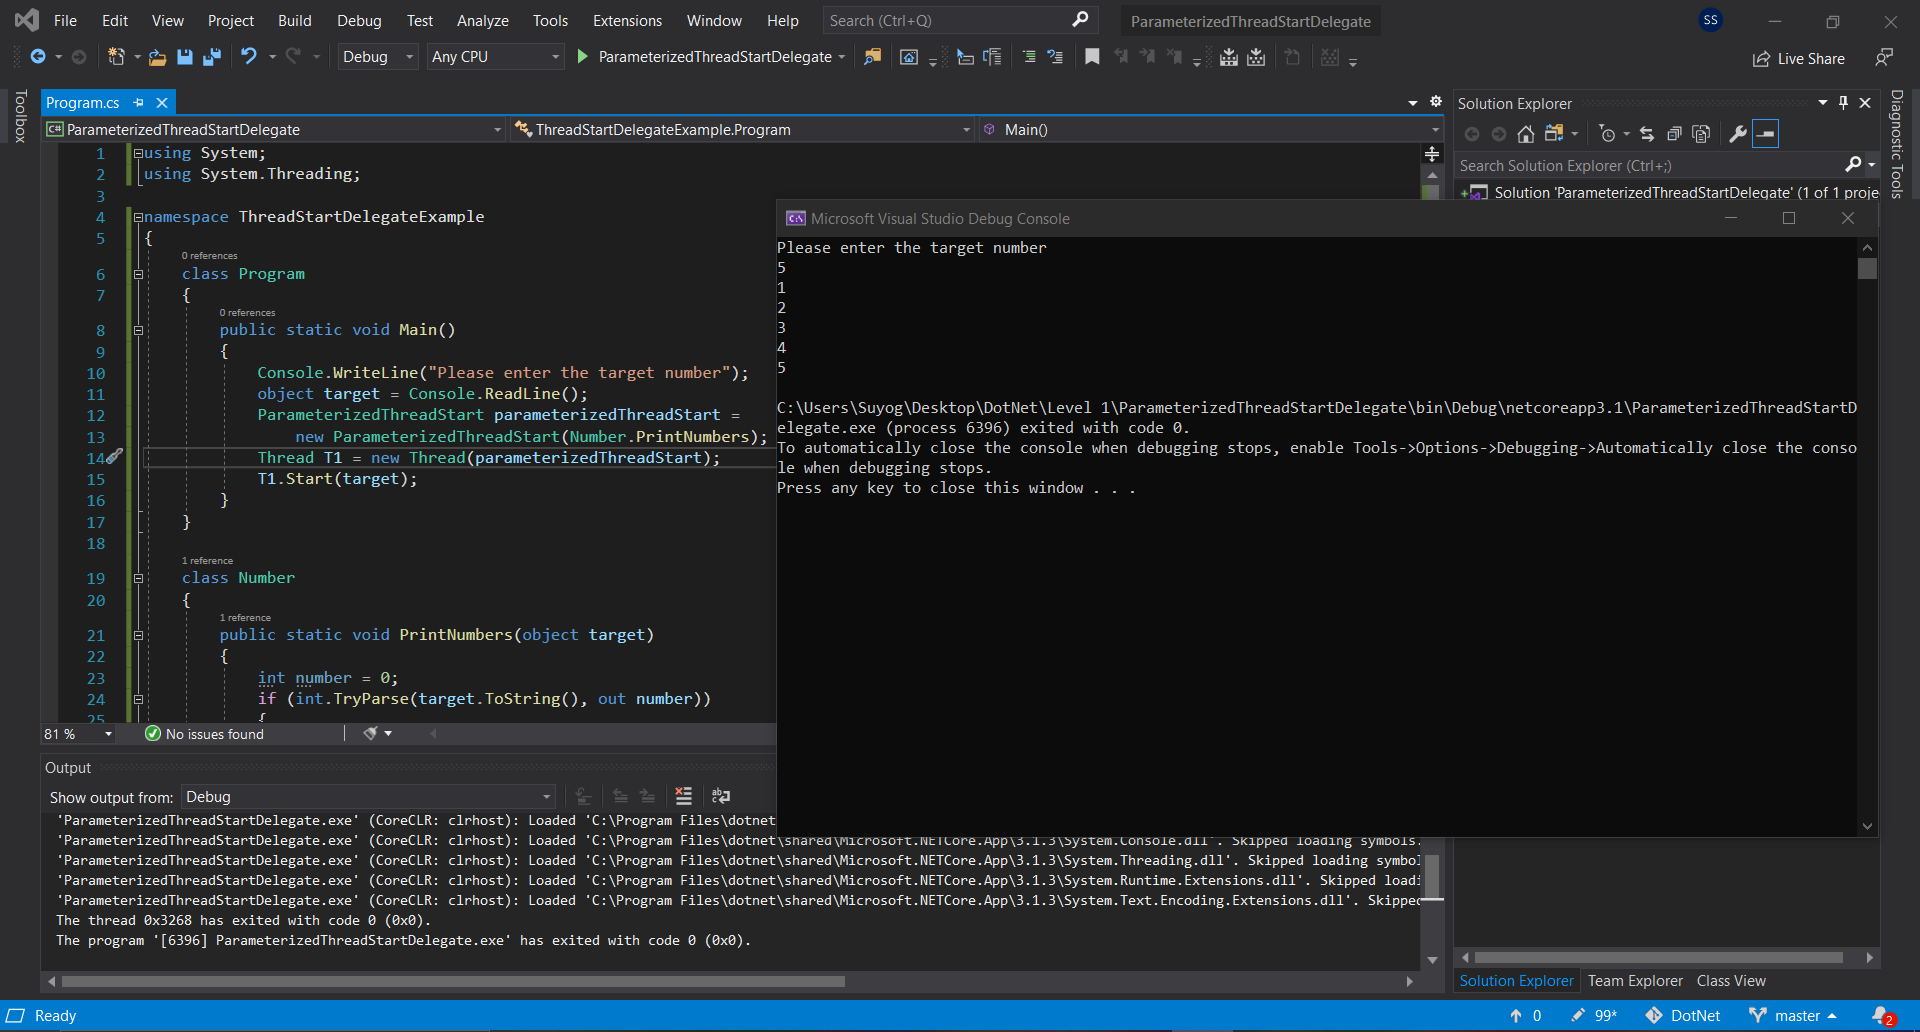 File Edit View Project Build Debug Test Analyze Tools Extensions Window Help Search (Ctrl+Q) ParameterizedThreadStartDelegate SS
Debug Any CPU ParameterizedThreadStartDelegate Live Share
Toolbox
Program.cs
ParameterizedThreadStartDelegate ThreadStartDelegateExample.Program Main()
1 using System;
2 using System.Threading;
3
4 namespace ThreadStartDelegateExample
5 {
0 references
6 class Program
7 {
0 references
8 public static void Main()
9 {
10 Console.WriteLine("Please enter the target number");
11 object target = Console.ReadLine();
12 ParameterizedThreadStart parameterizedThreadStart =
13 new ParameterizedThreadStart(Number.PrintNumbers);
14 Thread T1 = new Thread(parameterizedThreadStart);
15 T1.Start(target);
16 }
17 }
18
1 reference
19 class Number
20 {
1 reference
21 public static void PrintNumbers(object target)
22 {
23 int number = 0;
24 if (int.TryParse(target.ToString(), out number))
25 {
81 % No issues found
Microsoft Visual Studio Debug Console
Please enter the target number
5
1
2
3
4
5
C:\Users\Suyog\Desktop\DotNet\Level 1\ParameterizedThreadStartDelegate\bin\Debug\netcoreapp3.1\ParameterizedThreadStartD
elegate.exe (process 6396) exited with code 0.
To automatically close the console when debugging stops, enable Tools->Options->Debugging->Automatically close the conso
le when debugging stops.
Press any key to close this window . . .
Solution Explorer
Search Solution Explorer (Ctrl+;)
Solution 'ParameterizedThreadStartDelegate' (1 of 1 proje
Diagnostic Tools
Output
Show output from: Debug
'ParameterizedThreadStartDelegate.exe' (CoreCLR: clrhost): Loaded 'C:\Program Files\dotnet
'ParameterizedThreadStartDelegate.exe' (CoreCLR: clrhost): Loaded 'C:\Program Files\dotnet\shared\Microsoft.NETCore.App\3.1.3\System.Console.dll'. Skipped loading symbols.
'ParameterizedThreadStartDelegate.exe' (CoreCLR: clrhost): Loaded 'C:\Program Files\dotnet\shared\Microsoft.NETCore.App\3.1.3\System.Threading.dll'. Skipped loading symbol
'ParameterizedThreadStartDelegate.exe' (CoreCLR: clrhost): Loaded 'C:\Program Files\dotnet\shared\Microsoft.NETCore.App\3.1.3\System.Runtime.Extensions.dll'. Skipped loadi
'ParameterizedThreadStartDelegate.exe' (CoreCLR: clrhost): Loaded 'C:\Program Files\dotnet\shared\Microsoft.NETCore.App\3.1.3\System.Text.Encoding.Extensions.dll'. Skipped
The thread 0x3268 has exited with code 0 (0x0).
The program '[6396] ParameterizedThreadStartDelegate.exe' has exited with code 0 (0x0).
Solution Explorer Team Explorer Class View
Ready 0 99* DotNet master 2